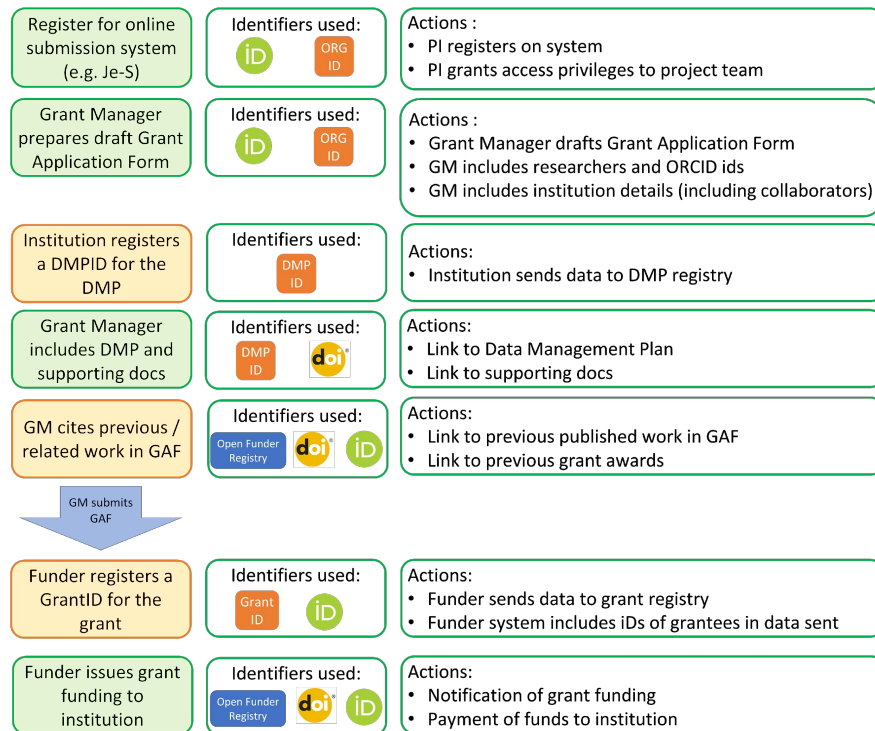 Register for online
submission system
(e.g. Je-S)
Identifiers used:
iD
ORG
ID
Actions :
• PI registers on system
• PI grants access privileges to project team
Grant Manager
prepares draft Grant
Application Form
Identifiers used:
iD
ORG
ID
Actions :
• Grant Manager drafts Grant Application Form
• GM includes researchers and ORCID ids
• GM includes institution details (including collaborators)
Institution registers
a DMPID for the
DMP
Identifiers used:
DMP
ID
Actions:
• Institution sends data to DMP registry
Grant Manager
includes DMP and
supporting docs
Identifiers used:
DMP
ID
doi®
Actions:
• Link to Data Management Plan
• Link to supporting docs
GM cites previous /
related work in GAF
Identifiers used:
Open Funder
Registry
doi®
iD
Actions:
• Link to previous published work in GAF
• Link to previous grant awards
GM submits
GAF
Funder registers a
GrantID for the
grant
Identifiers used:
Grant
ID
iD
Actions:
• Funder sends data to grant registry
• Funder system includes iDs of grantees in data sent
Funder issues grant
funding to
institution
Identifiers used:
Open Funder
Registry
doi®
iD
Actions:
• Notification of grant funding
• Payment of funds to institution